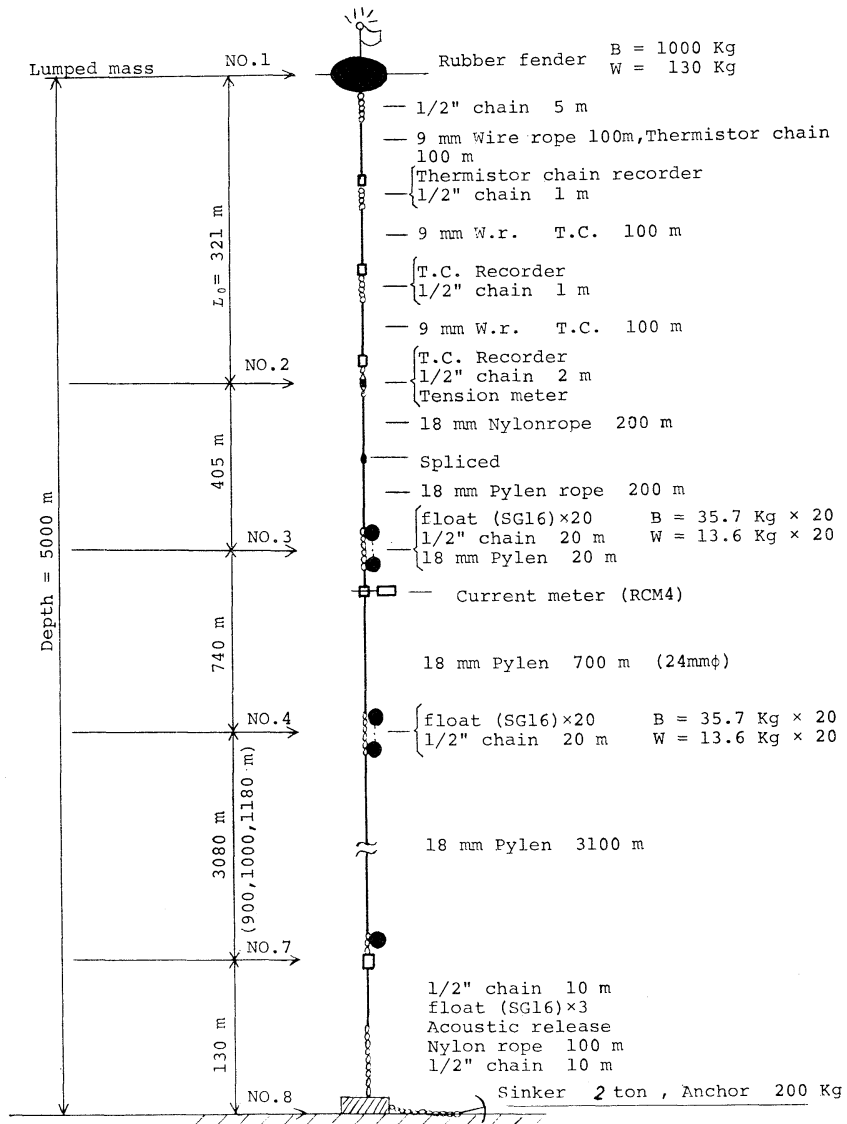 Lumped mass
NO.1
Rubber fender
B = 1000 Kg
W = 130 Kg
1/2" chain 5 m
9 mm Wire rope 100m,Thermistor chain
100 m
Thermistor chain recorder
1/2" chain 1 m
9 mm W.r. T.C. 100 m
T.C. Recorder
1/2" chain 1 m
L₀= 321 m
9 mm W.r. T.C. 100 m
NO.2
T.C. Recorder
1/2" chain 2 m
Tension meter
18 mm Nylonrope 200 m
405 m
Spliced
18 mm Pylen rope 200 m
NO.3
float (SG16)×20 B = 35.7 Kg × 20
1/2" chain 20 m W = 13.6 Kg × 20
18 mm Pylen 20 m
Depth = 5000 m
Current meter (RCM4)
740 m
18 mm Pylen 700 m (24mmφ)
NO.4
float (SG16)×20 B = 35.7 Kg × 20
1/2" chain 20 m W = 13.6 Kg × 20
3080 m
(900,1000,1180 m)
18 mm Pylen 3100 m
NO.7
130 m
1/2" chain 10 m
float (SG16)×3
Acoustic release
Nylon rope 100 m
1/2" chain 10 m
NO.8
Sinker 2 ton , Anchor 200 Kg